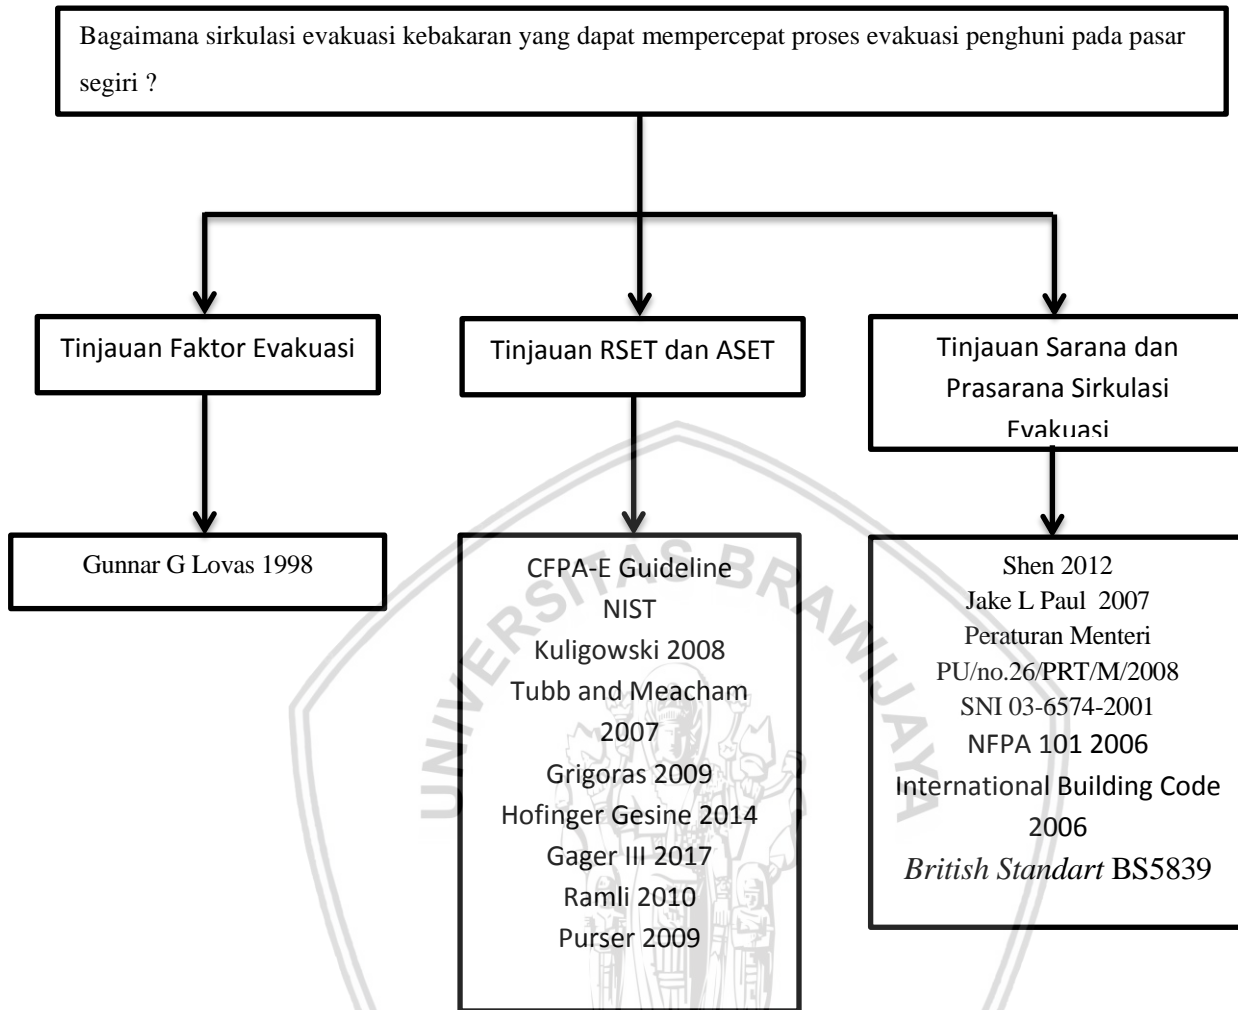 Bagaimana sirkulasi evakuasi kebakaran yang dapat mempercepat proses evakuasi penghuni pada pasar
segiri ?
Tinjauan Faktor Evakuasi
Tinjauan RSET dan ASET
Tinjauan Sarana dan
Prasarana Sirkulasi
Evakuasi
Gunnar G Lovas 1998
CFPA-E Guideline
NIST
Kuligowski 2008
Tubb and Meacham
2007
Grigoras 2009
Hofinger Gesine 2014
Gager III 2017
Ramli 2010
Purser 2009
Shen 2012
Jake L Paul  2007
Peraturan Menteri
PU/no.26/PRT/M/2008
SNI 03-6574-2001
NFPA 101 2006
International Building Code
2006
British Standart BS5839
UNIVERSITAS BRAWIJAYA